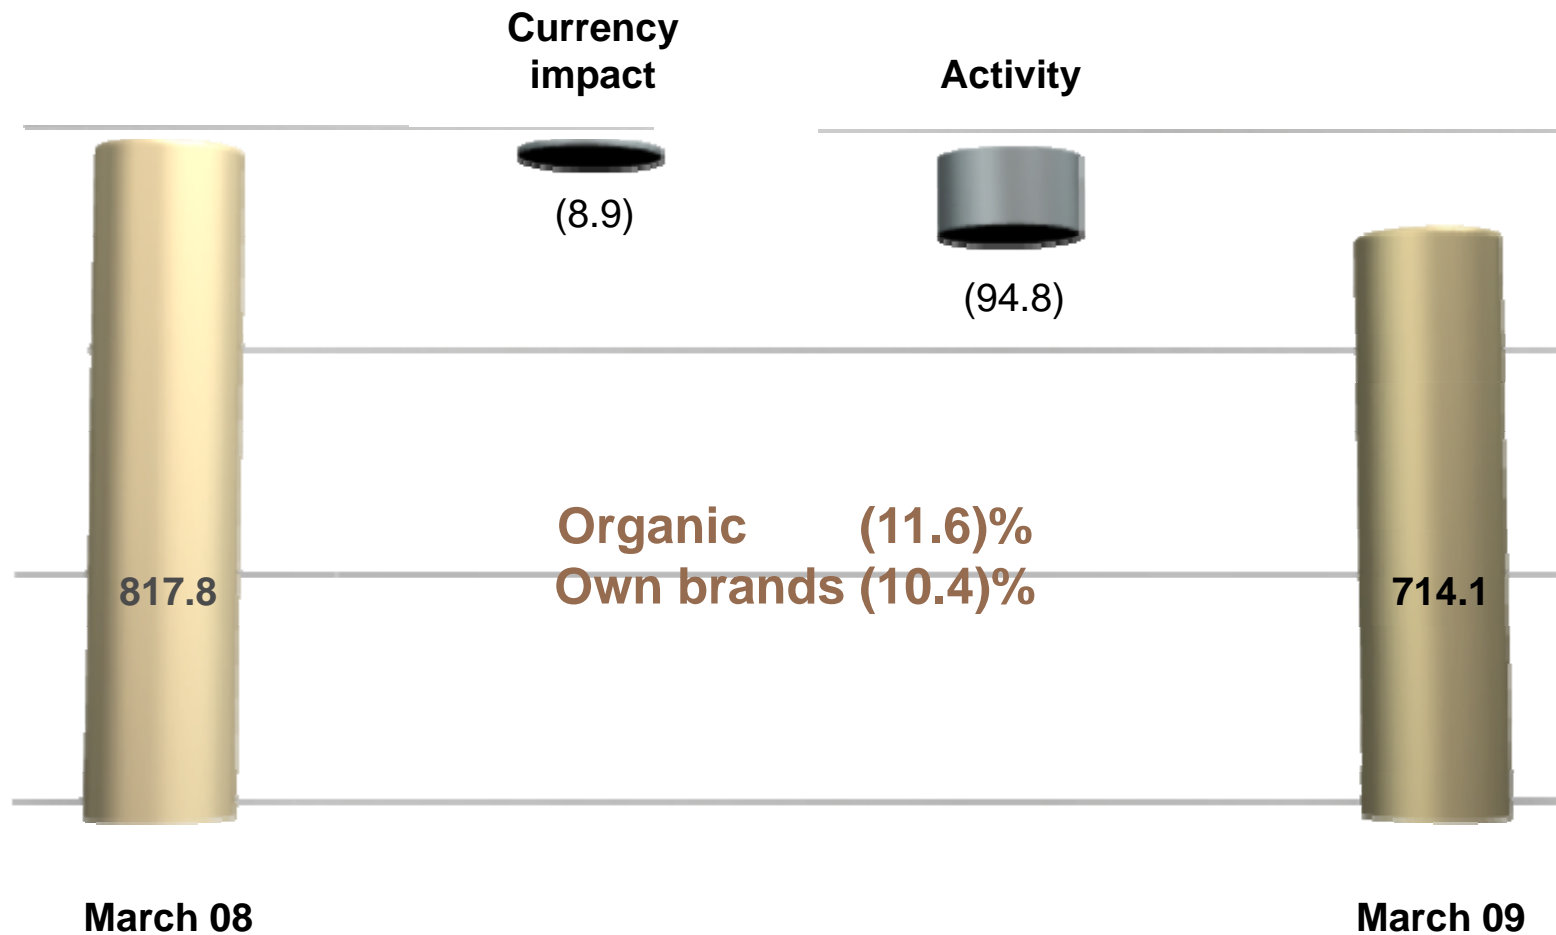 Currency
impact
Activity
(8.9)
(94.8)
Organic (11.6)%
Own brands (10.4)%
817.8
714.1
March 08
March 09